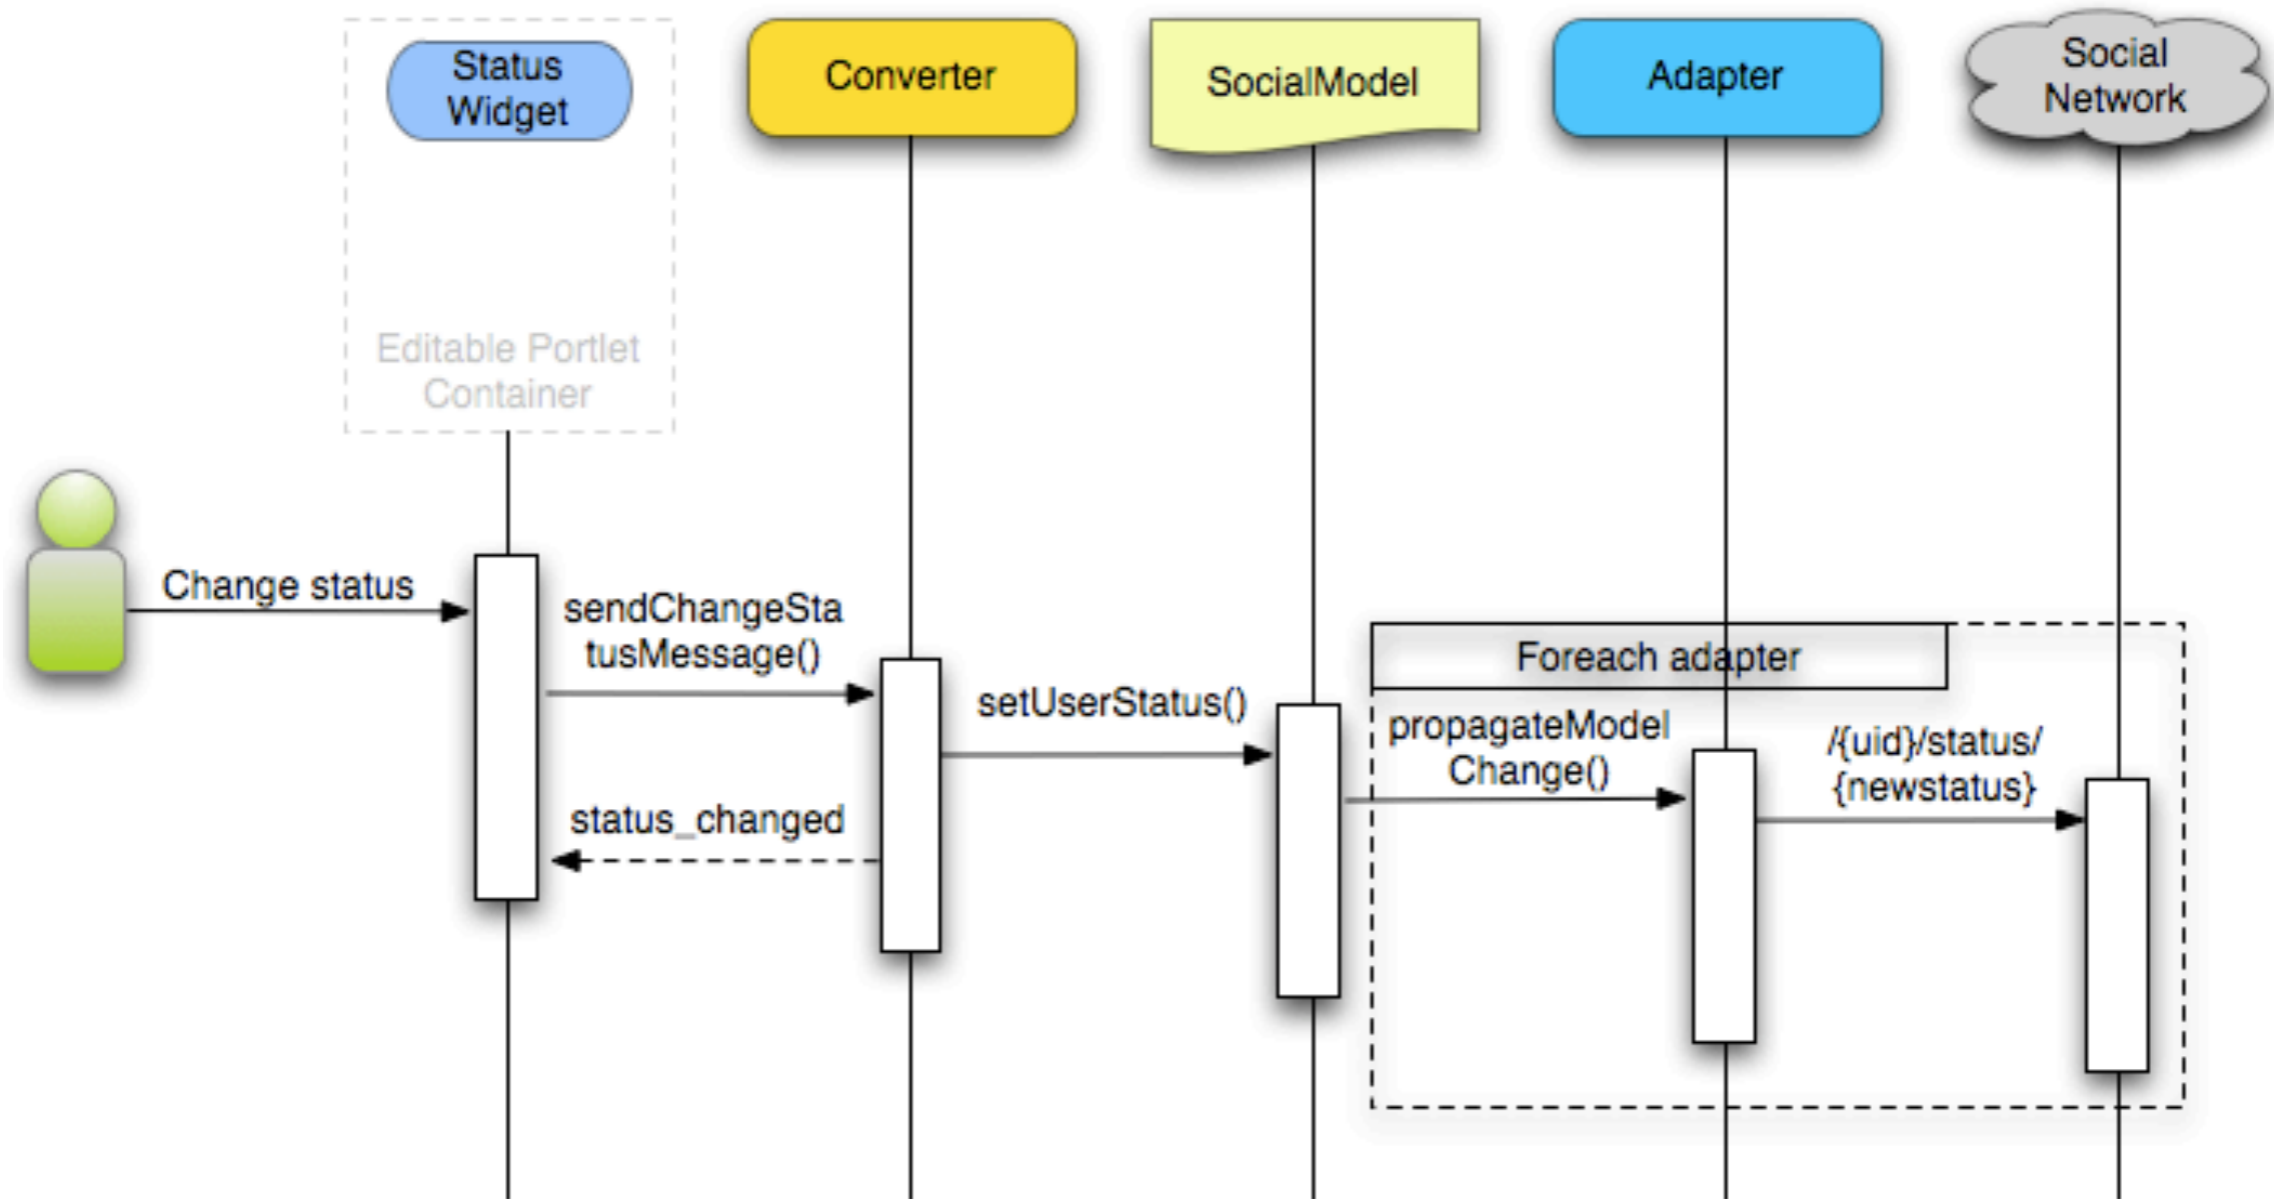 Status
Widget
Converter
SocialModel
Adapter
Social
Network
Editable Portlet
Container
Change status
sendChangeSta
tusMessage()
setUserStatus()
status_changed
Foreach adapter
propagateModel
Change()
/{uid}/status/
{newstatus}